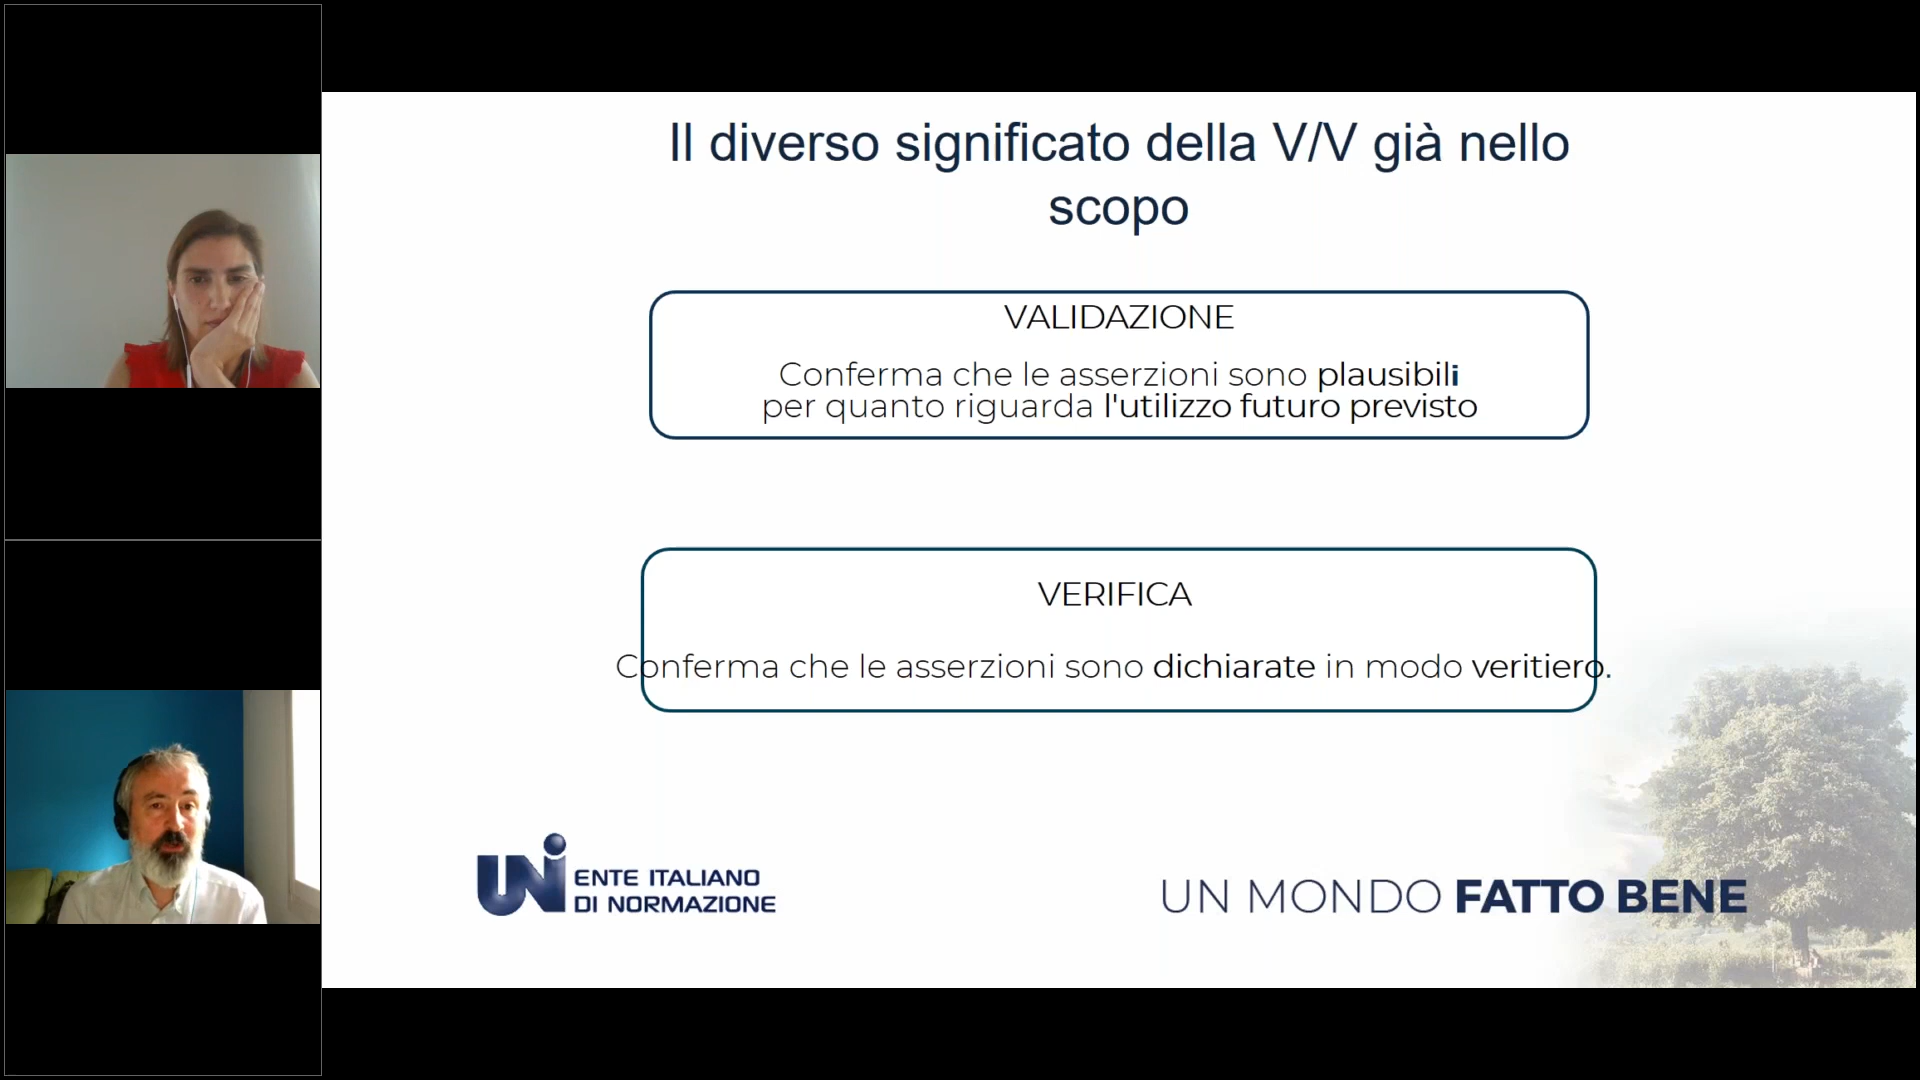 Il diverso significato della V/V già nello
scopo
VALIDAZIONE
Conferma che le asserzioni sono plausibili
per quanto riguarda l'utilizzo futuro previsto
VERIFICA
Conferma che le asserzioni sono dichiarate in modo veritiero.
UNI ENTE ITALIANO
DI NORMAZIONE
UN MONDO FATTO BENE